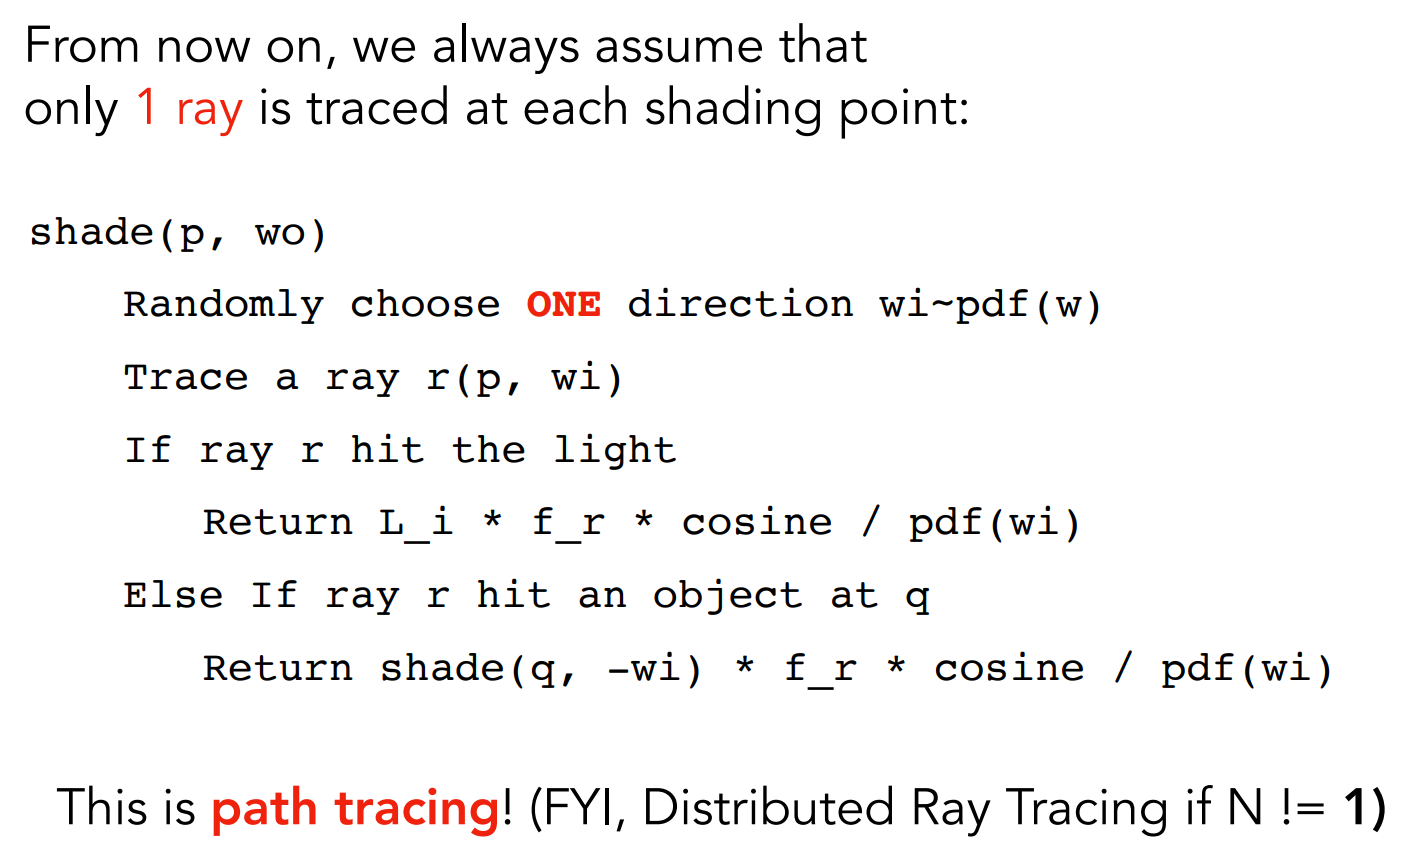 From now on, we always assume that
only 1 ray is traced at each shading point:
shade(p, wo)
Randomly choose ONE direction wi~pdf(w)
Trace a ray r(p, wi)
If ray r hit the light
Return L_i * f_r * cosine / pdf(wi)
Else If ray r hit an object at q
Return shade(q, -wi) * f_r * cosine / pdf(wi)
This is path tracing! (FYI, Distributed Ray Tracing if N != 1)